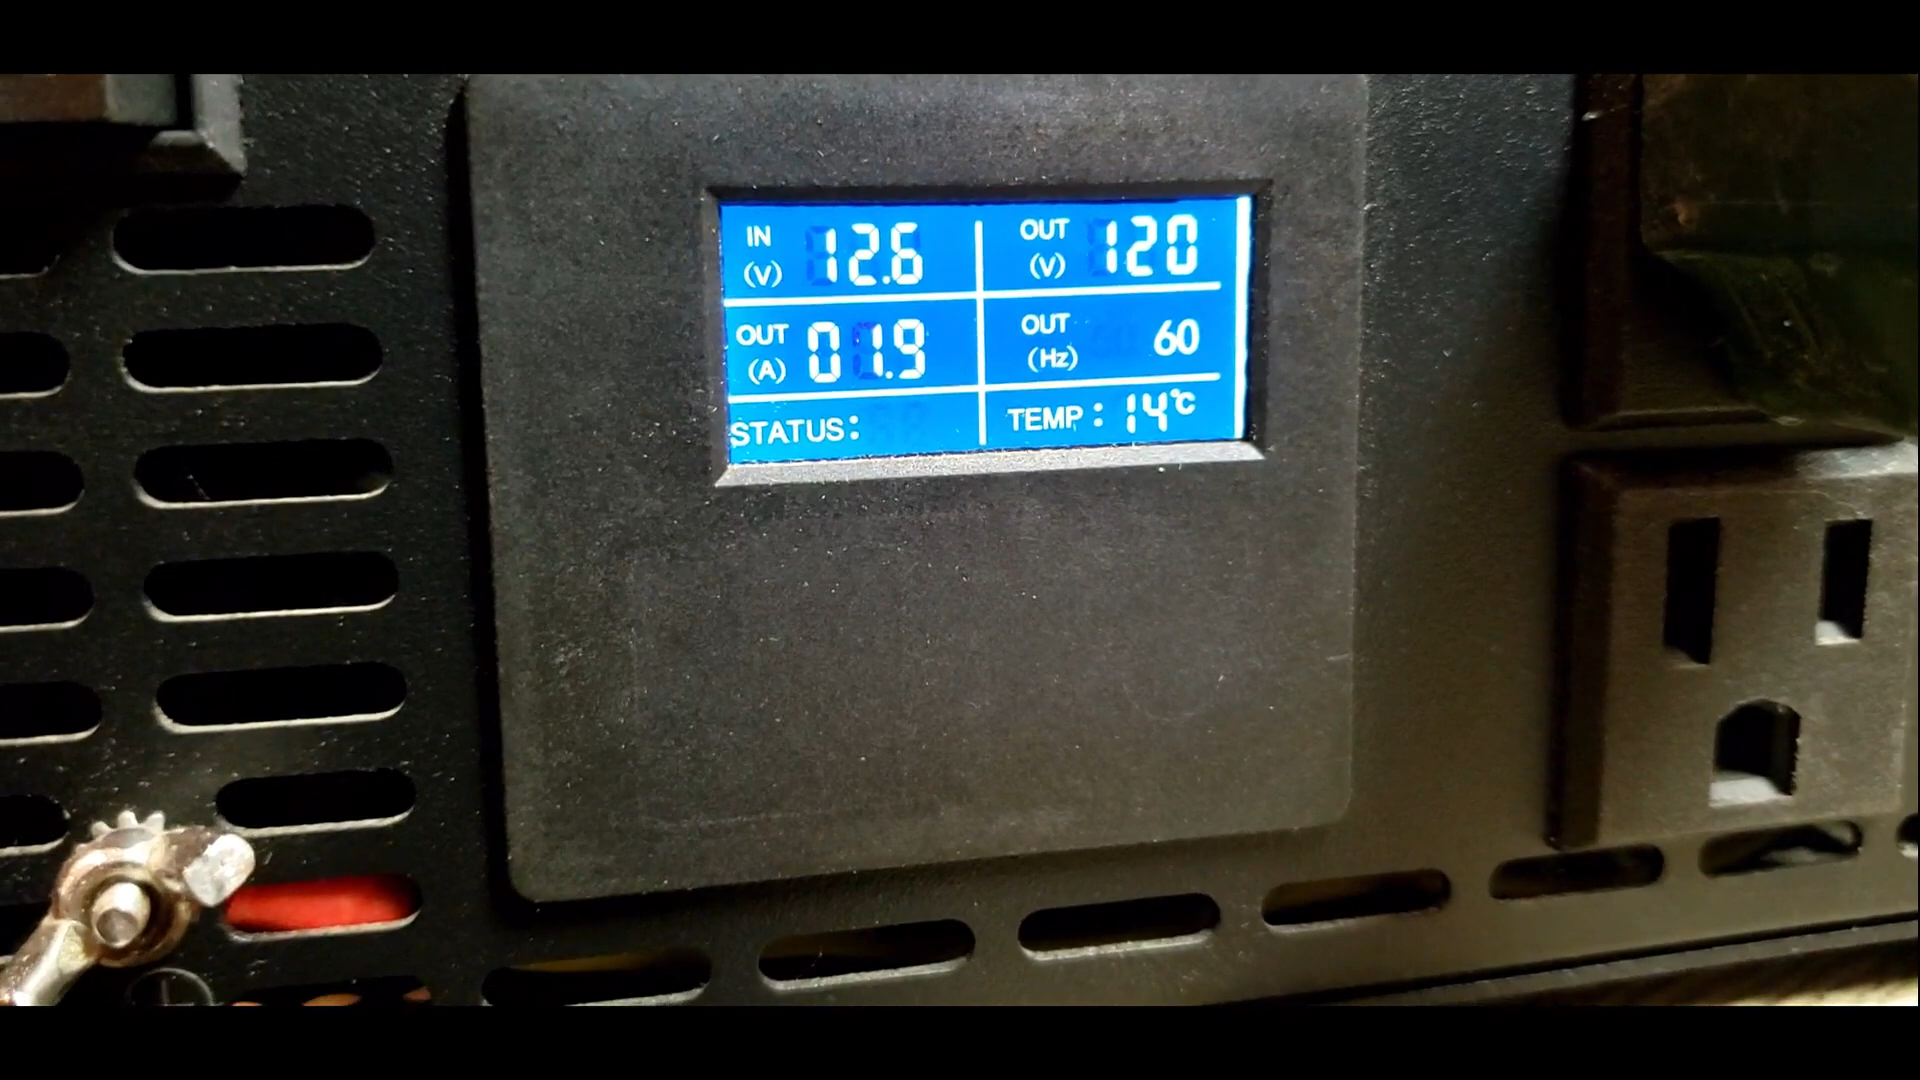 IN (V) 12.6
OUT (V) 120
OUT (A) 01.9
OUT (Hz) 60
STATUS:
TEMP: 14°C